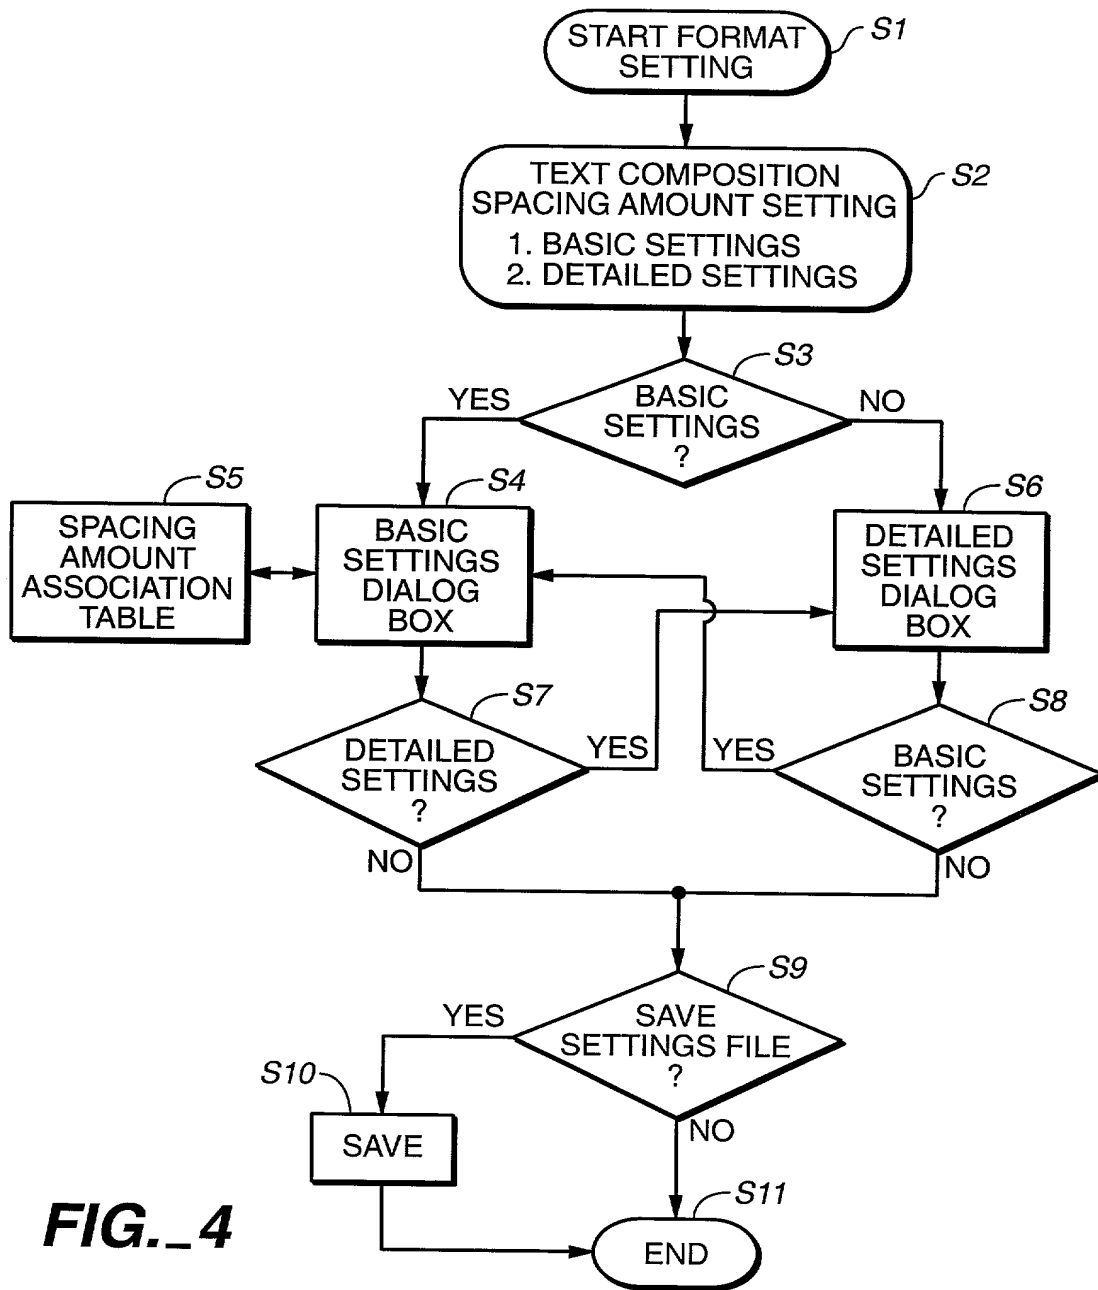 START FORMAT
SETTING
S1
TEXT COMPOSITION
SPACING AMOUNT SETTING
1. BASIC SETTINGS
2. DETAILED SETTINGS
S2
S3
YES
BASIC
SETTINGS
?
NO
S5
SPACING
AMOUNT
ASSOCIATION
TABLE
S4
BASIC
SETTINGS
DIALOG
BOX
S6
DETAILED
SETTINGS
DIALOG
BOX
S7
DETAILED
SETTINGS
?
YES
NO
S8
YES
BASIC
SETTINGS
?
NO
S9
YES
SAVE
SETTINGS FILE
?
NO
S10
SAVE
S11
END
FIG._4